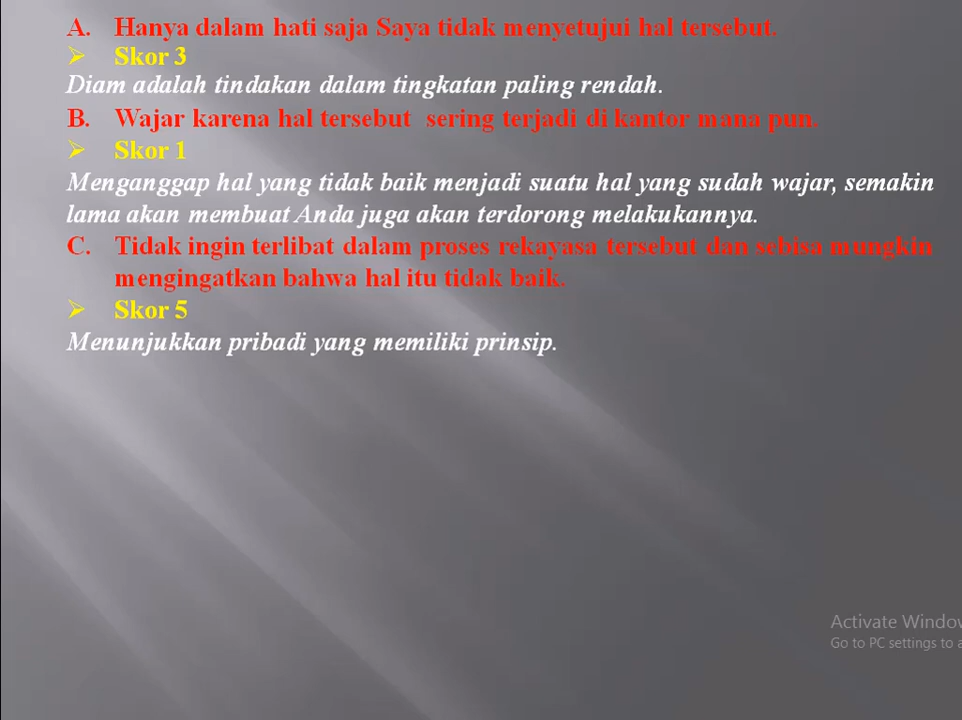 A. Hanya dalam hati saja Saya tidak menyetujui hal tersebut.
➢ Skor 3
Diam adalah tindakan dalam tingkatan paling rendah.
B. Wajar karena hal tersebut sering terjadi di kantor mana pun.
➢ Skor 1
Menganggap hal yang tidak baik menjadi suatu hal yang sudah wajar, semakin
lama akan membuat Anda juga akan terdorong melakukannya.
C. Tidak ingin terlibat dalam proses rekayasa tersebut dan sebisa mungkin
mengingatkan bahwa hal itu tidak baik.
➢ Skor 5
Menunjukkan pribadi yang memiliki prinsip.
Activate Window
Go to PC settings to a